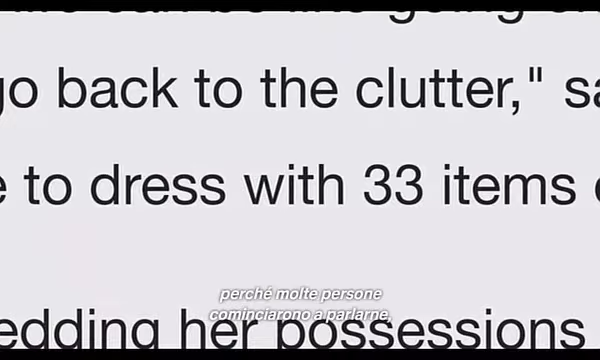 go back to the clutter," sa
e to dress with 33 items o
perché molte persone
cominciarono a parlarne,
edding her possessions